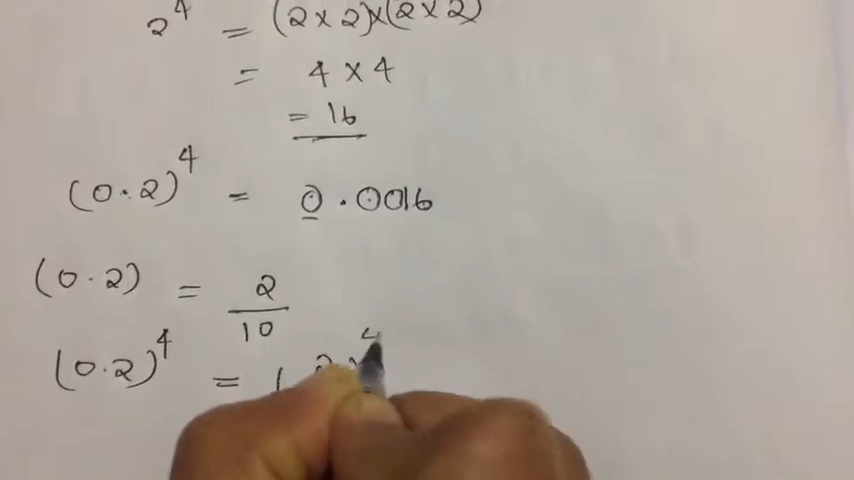 2^4 = (2 × 2)×(2 × 2)
= 4 × 4
= 16
(0.2)^4 = 0.0016
(0.2) = 2/10
(0.2)^4 = (